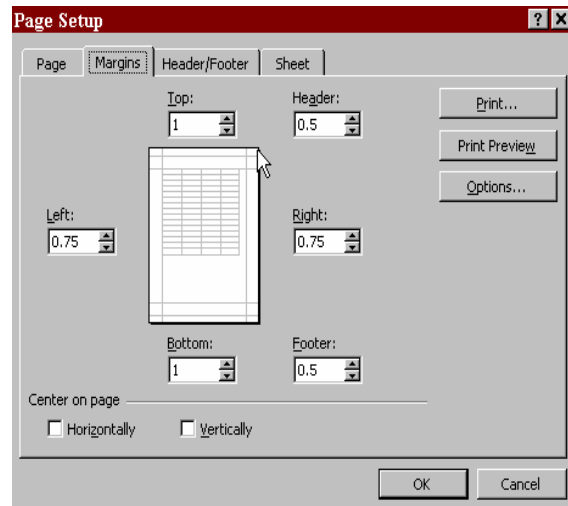 Page Setup
Page Margins Header/Footer Sheet
Top: Header:
1 0.5
Print...
Print Preview
Options...
Left: Right:
0.75 0.75
Bottom: Footer:
1 0.5
Center on page
Horizontally Vertically
OK Cancel